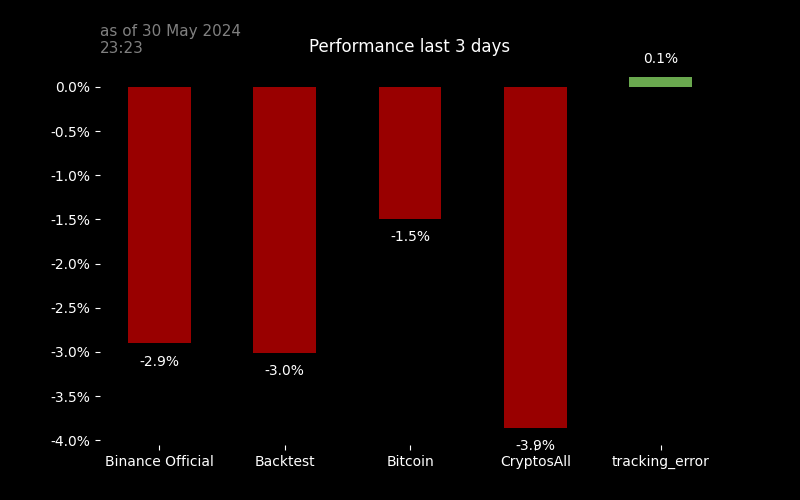 as of 30 May 2024
23:23
Performance last 3 days
0.1%
0.0%
-0.5%
-1.0%
-1.5%
-1.5%
-2.0%
-2.5%
-3.0%
-2.9%
-3.0%
-3.5%
-4.0%
-3.9%
Binance Official
Backtest
Bitcoin
CryptosAll
tracking_error